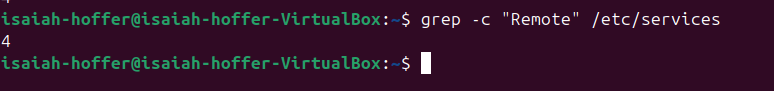 isaiah-hoffer@isaiah-hoffer-VirtualBox:~$ grep -c "Remote" /etc/services
4
isaiah-hoffer@isaiah-hoffer-VirtualBox:~$